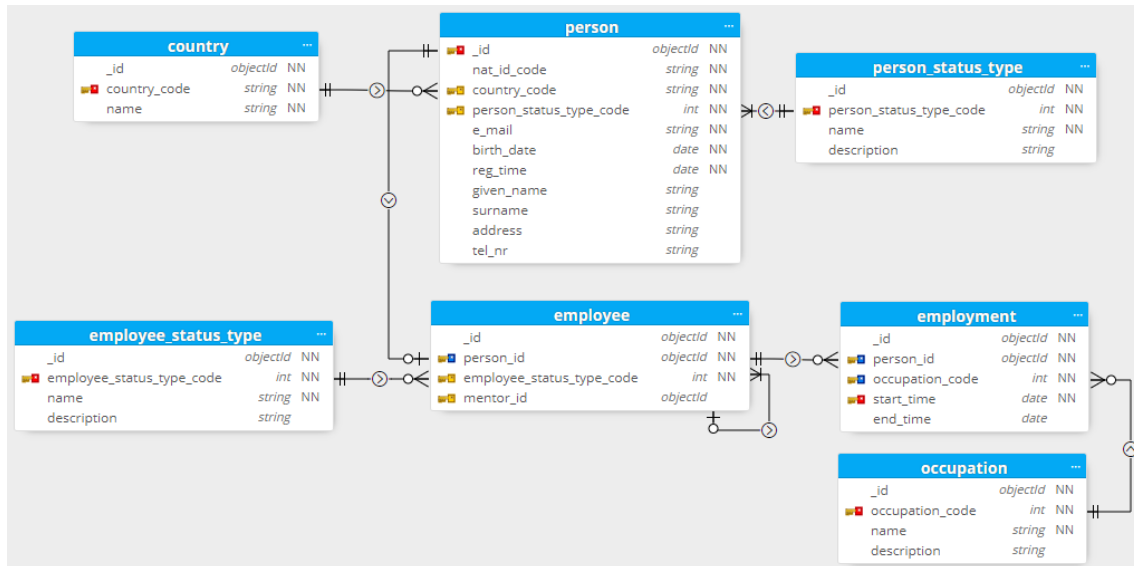 country ...
_id objectId NN
country_code string NN
name string NN
person ...
_id objectId NN
nat_id_code string NN
country_code string NN
person_status_type_code int NN
e_mail string NN
birth_date date NN
reg_time date NN
given_name string
surname string
address string
tel_nr string
person_status_type ...
_id objectId NN
person_status_type_code int NN
name string NN
description string
employee_status_type ...
_id objectId NN
employee_status_type_code int NN
name string NN
description string
employee ...
_id objectId NN
person_id objectId NN
employee_status_type_code int NN
mentor_id objectId
employment ...
_id objectId NN
person_id objectId NN
occupation_code int NN
start_time date NN
end_time date
occupation ...
_id objectId NN
occupation_code int NN
name string NN
description string